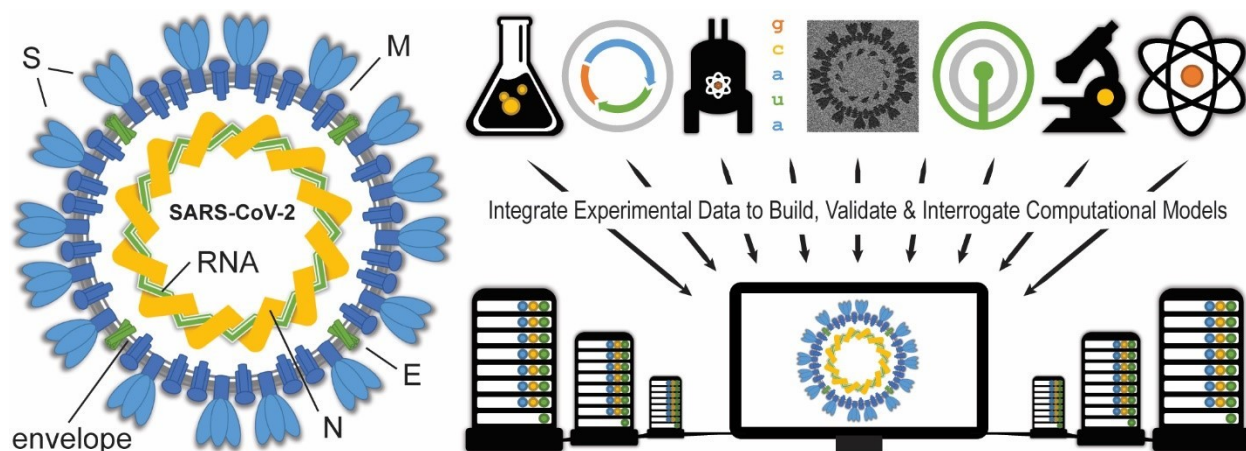 S
M
SARS-CoV-2
RNA
E
N
envelope
g
c
a
u
a
Integrate Experimental Data to Build, Validate & Interrogate Computational Models